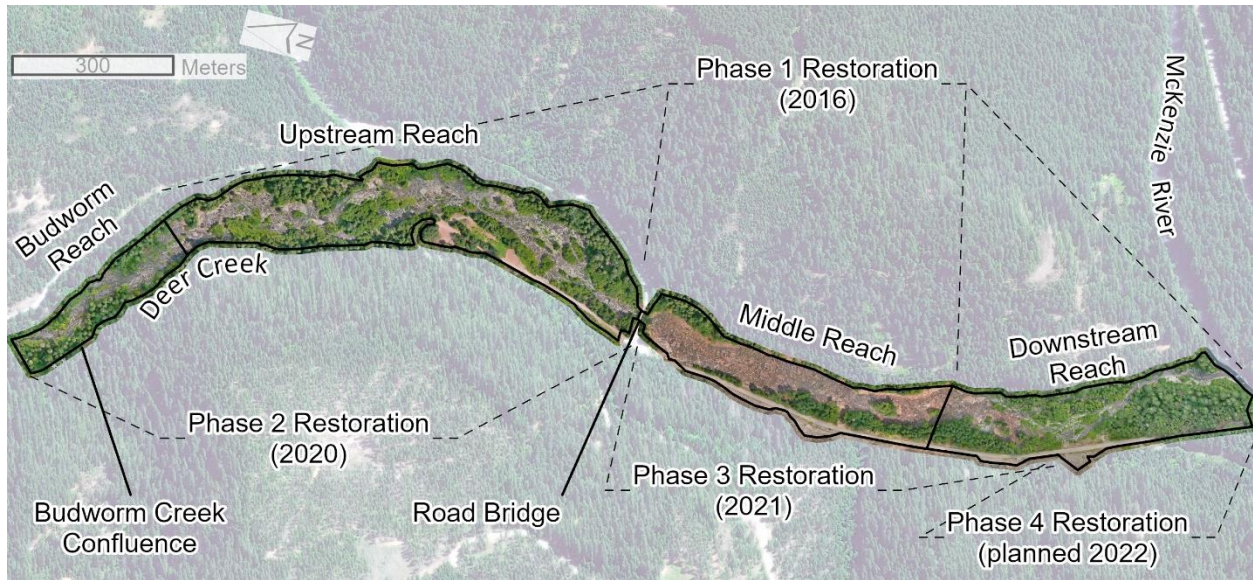 N
300
Meters
Phase 1 Restoration
(2016)
McKenzie River
Upstream Reach
Budworm
Reach
Deer Creek
Middle Reach
Downstream
Reach
Phase 2 Restoration
(2020)
Phase 3 Restoration
(2021)
Budworm Creek
Confluence
Road Bridge
Phase 4 Restoration
(planned 2022)